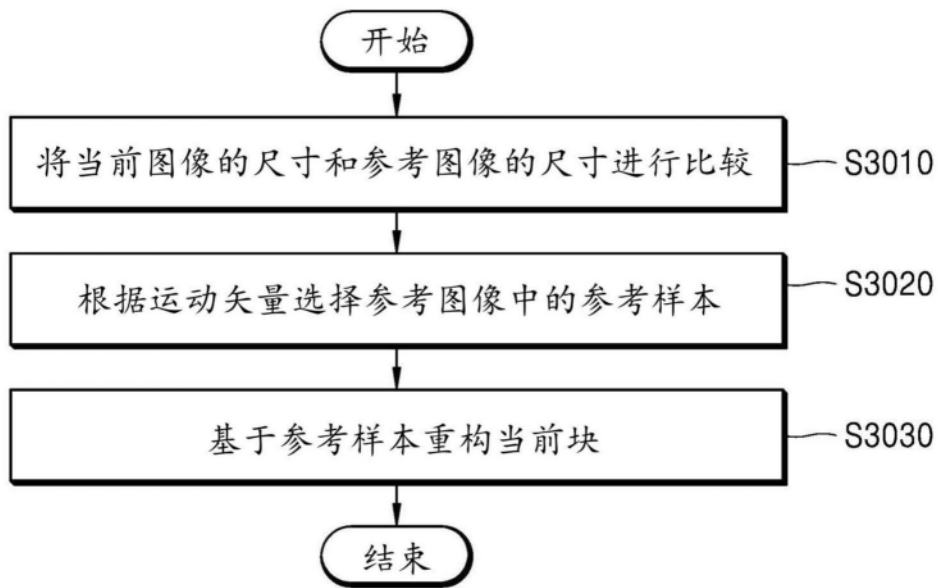 开始
将当前图像的尺寸和参考图像的尺寸进行比较
S3010
根据运动矢量选择参考图像中的参考样本
S3020
基于参考样本重构当前块
S3030
结束